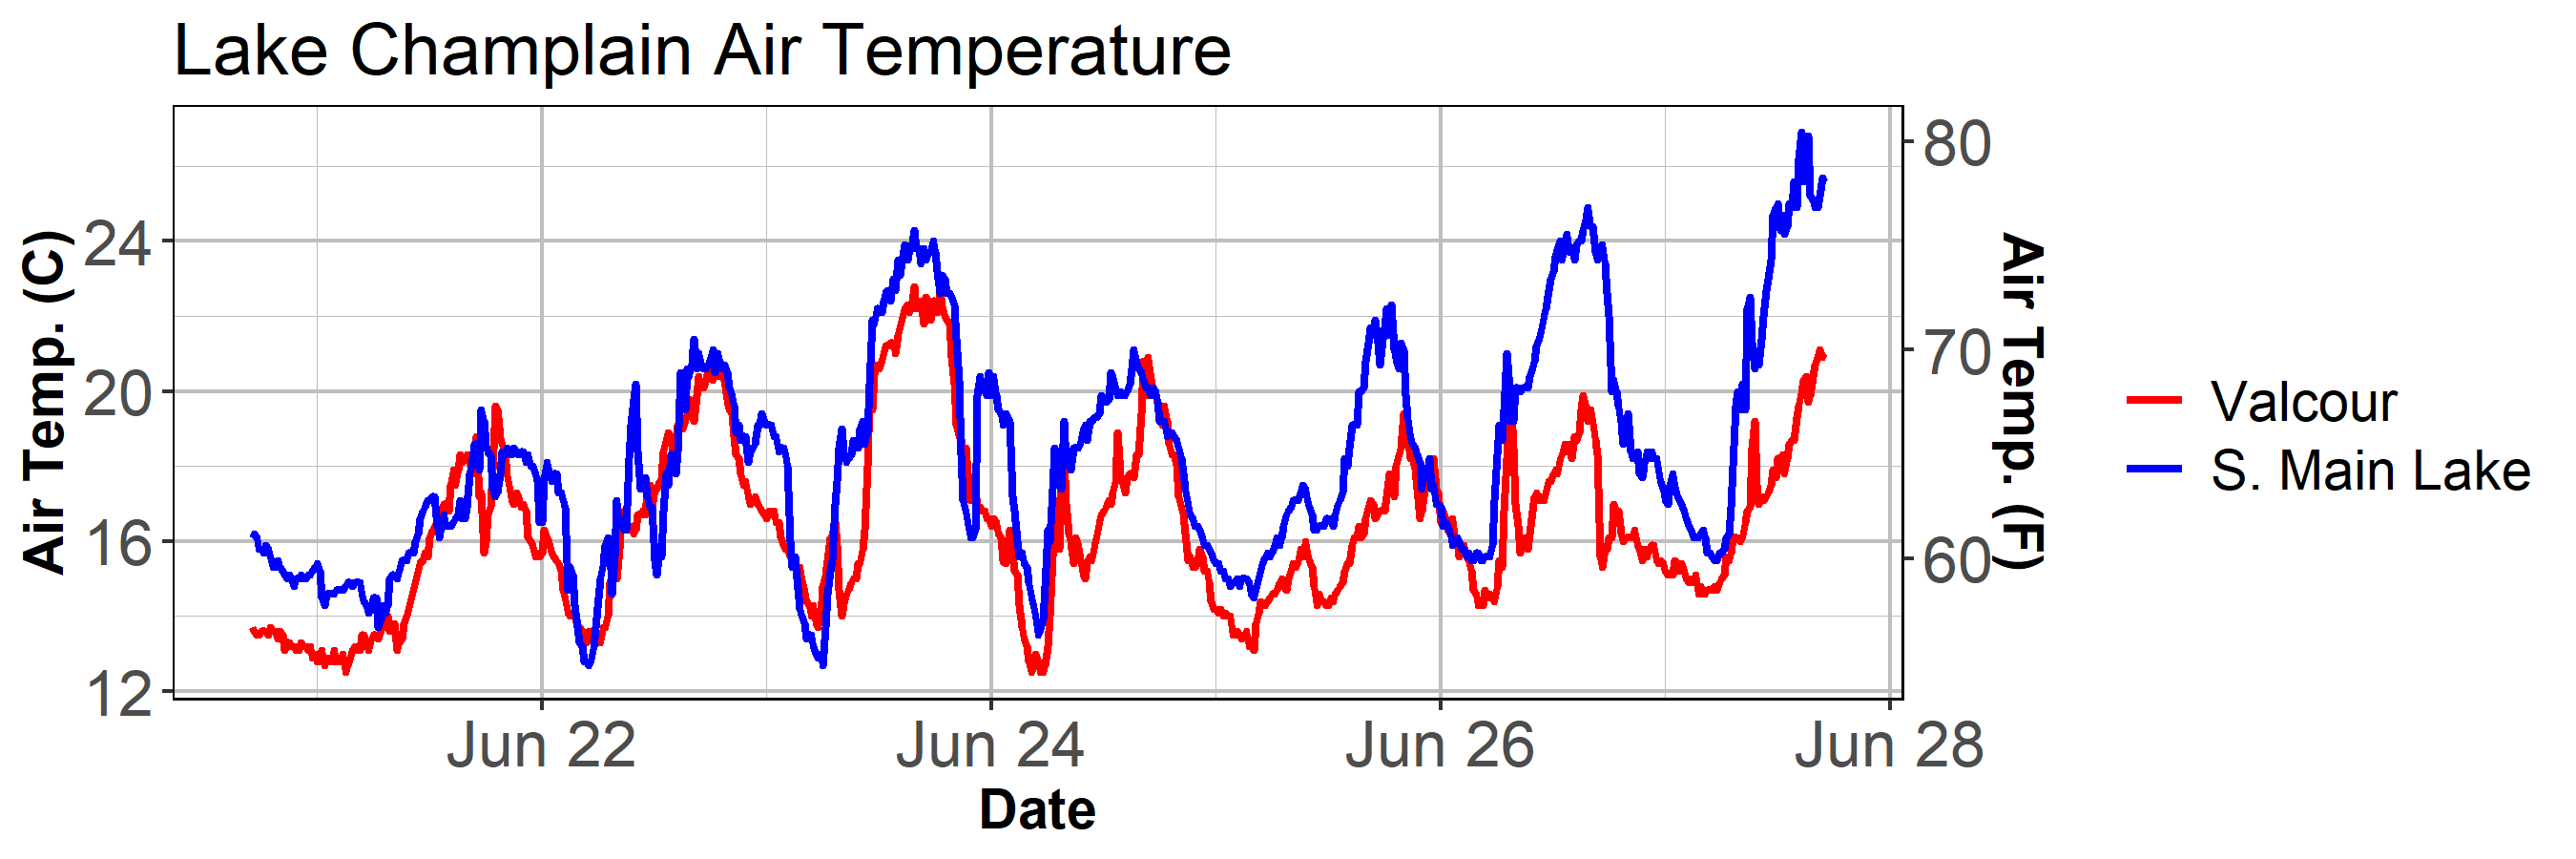 Lake Champlain Air Temperature
Air Temp. (C)
24
20
16
12
80
70
60
Air Temp. (F)
Valcour
S. Main Lake
Jun 22
Jun 24
Jun 26
Jun 28
Date